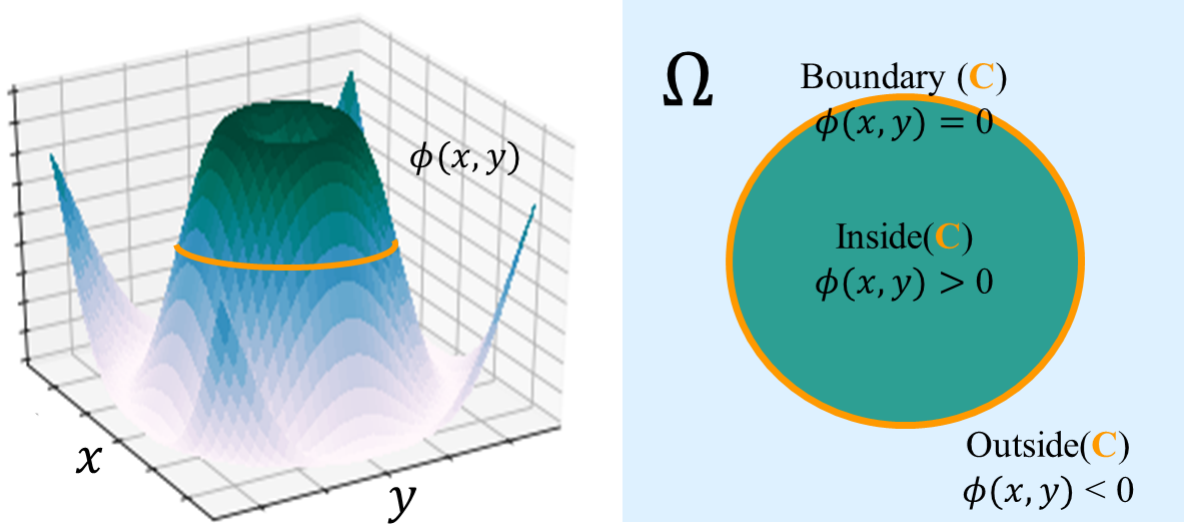 ϕ(x, y)
x
y
Ω
Boundary (C)
ϕ(x, y) = 0
Inside(C)
ϕ(x, y) > 0
Outside(C)
ϕ(x, y) < 0